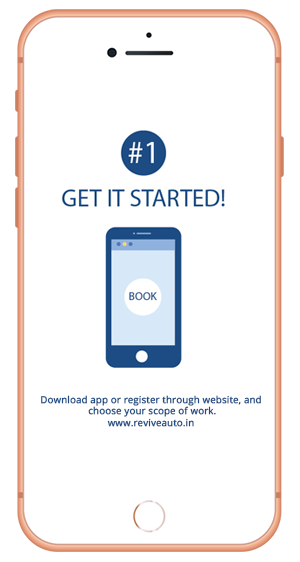 #1
GET IT STARTED!
BOOK
Download app or register through website, and
choose your scope of work.
www.reviveauto.in